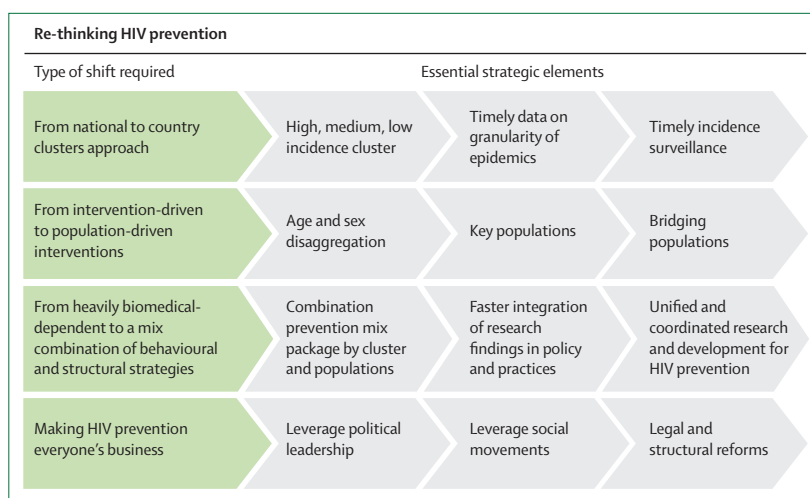 Re-thinking HIV prevention
Type of shift required
Essential strategic elements
From national to country
clusters approach
High, medium, low
incidence cluster
Timely data on
granularity of
epidemics
Timely incidence
surveillance
From intervention-driven
to population-driven
interventions
Age and sex
disaggregation
Key populations
Bridging
populations
From heavily biomedical-
dependent to a mix
combination of behavioural
and structural strategies
Combination
prevention mix
package by cluster
and populations
Faster integration
of research
findings in policy
and practices
Unified and
coordinated research
and development for
HIV prevention
Making HIV prevention
everyone’s business
Leverage political
leadership
Leverage social
movements
Legal and
structural reforms